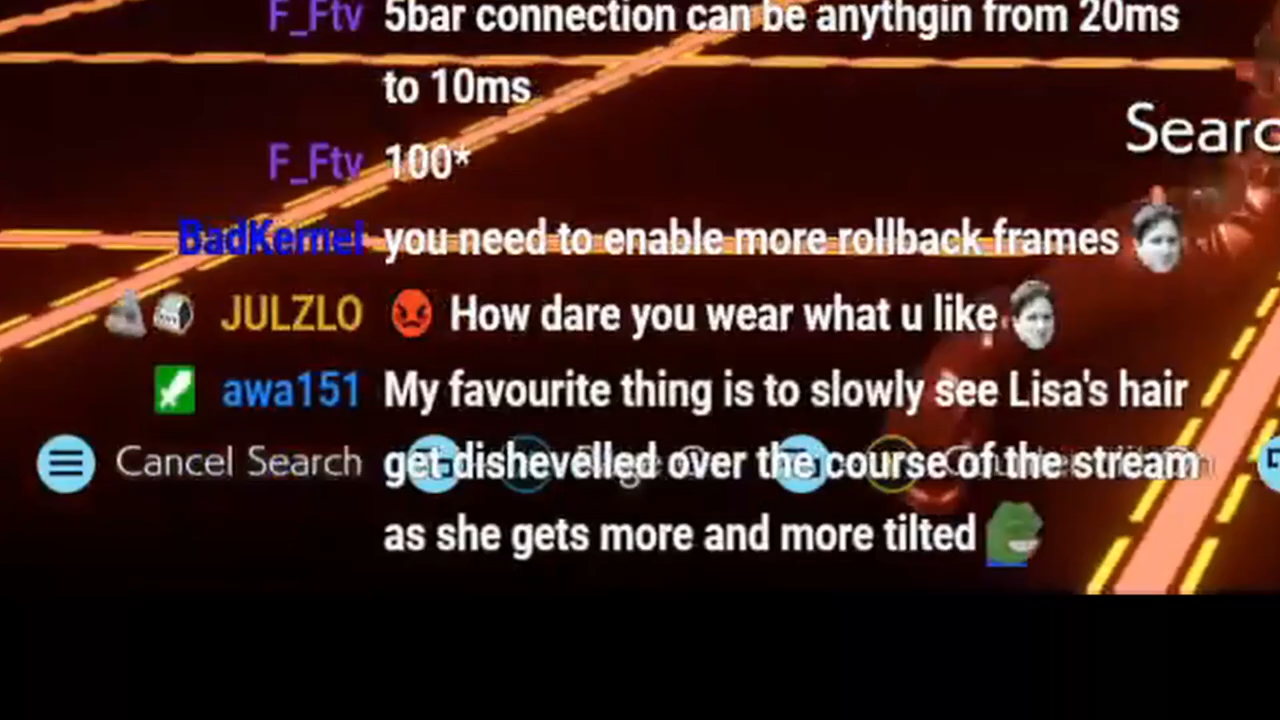 F_Ftv 5bar connection can be anythgin from 20ms
to 10ms
Searc
F_Ftv 100*
BadKernel you need to enable more rollback frames
JULZLO How dare you wear what u like
awa151 My favourite thing is to slowly see Lisa's hair
Cancel Search get dishevelled over the course of the stream
as she gets more and more tilted